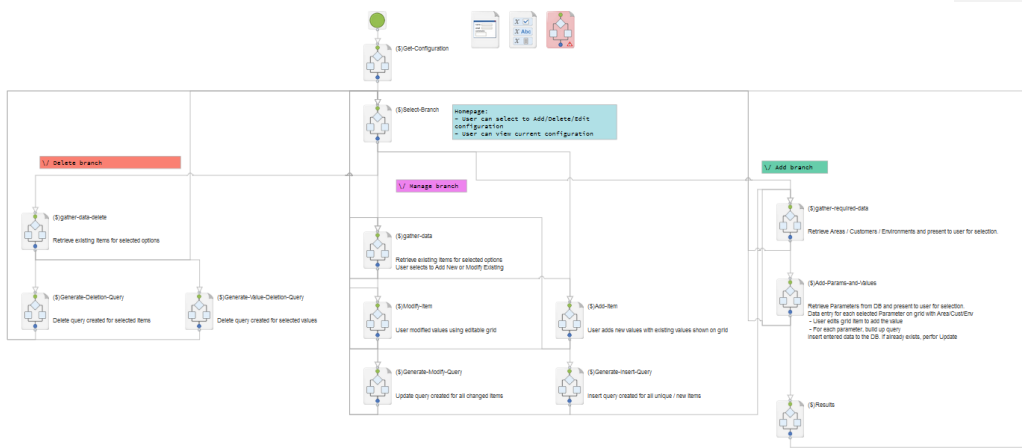 ($)Get-Configuration
X
X Abc
X
($)Select-Branch
Homepage:
- User can select to Add/Delete/Edit
configuration
- User can view current configuration
\/ Delete branch
\/ Manage branch
\/ Add branch
($)gather-data-delete
Retrieve existing items for selected options
($)gather-data
Retrieve existing items for selected options
User selects to Add New or Modify Existing
($)gather-required-data
Retrieve Areas / Customers / Environments and present to user for selection.
($)Generate-Deletion-Query
Delete query created for selected items
($)Generate-Value-Deletion-Query
Delete query created for selected values
($)Modify-Item
User modified values using editable grid
($)Add-Item
User adds new values with existing values shown on grid
($)Add-Params-and-Values
Retrieve Parameters from DB and present to user for selection.
Data entry for each selected Parameter on grid with Area/Cust/Env
- User edits grid item to add the value
- For each parameter, build up query
Insert entered data to the DB. If already exists, perfor Update
($)Generate-Modify-Query
Update query created for all changed items
($)Generate-Insert-Query
Insert query created for all unique / new items
($)Results